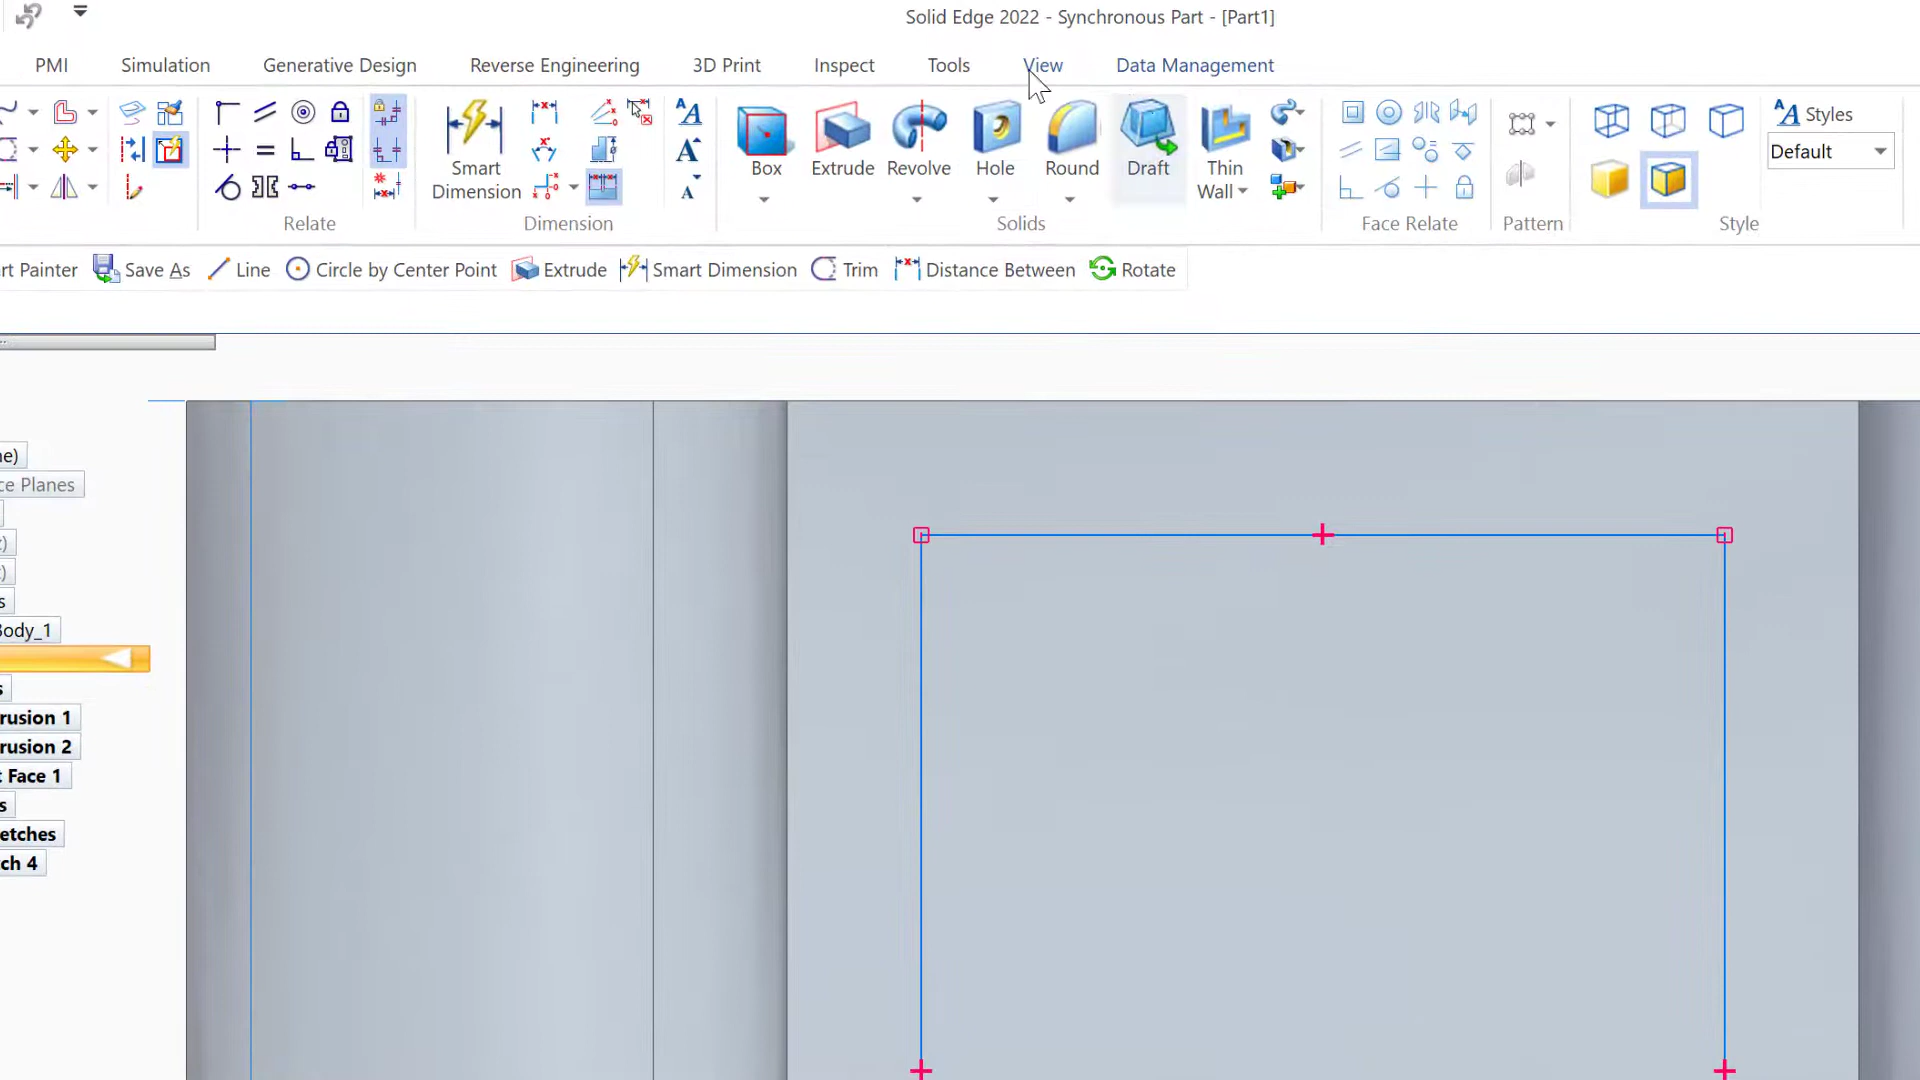 Solid Edge 2022 - Synchronous Part - [Part1]
PMI Simulation Generative Design Reverse Engineering 3D Print Inspect Tools View Data Management
Smart Dimension
Box
Extrude
Revolve
Hole
Round
Draft
Thin Wall
Styles
Default
Relate Dimension Solids Face Relate Pattern Style
rt Painter Save As Line Circle by Center Point Extrude Smart Dimension Trim Distance Between Rotate
ne)
ce Planes
)
z)
t)
s
Body_1
s
rusion 1
rusion 2
t Face 1
s
etches
tch 4